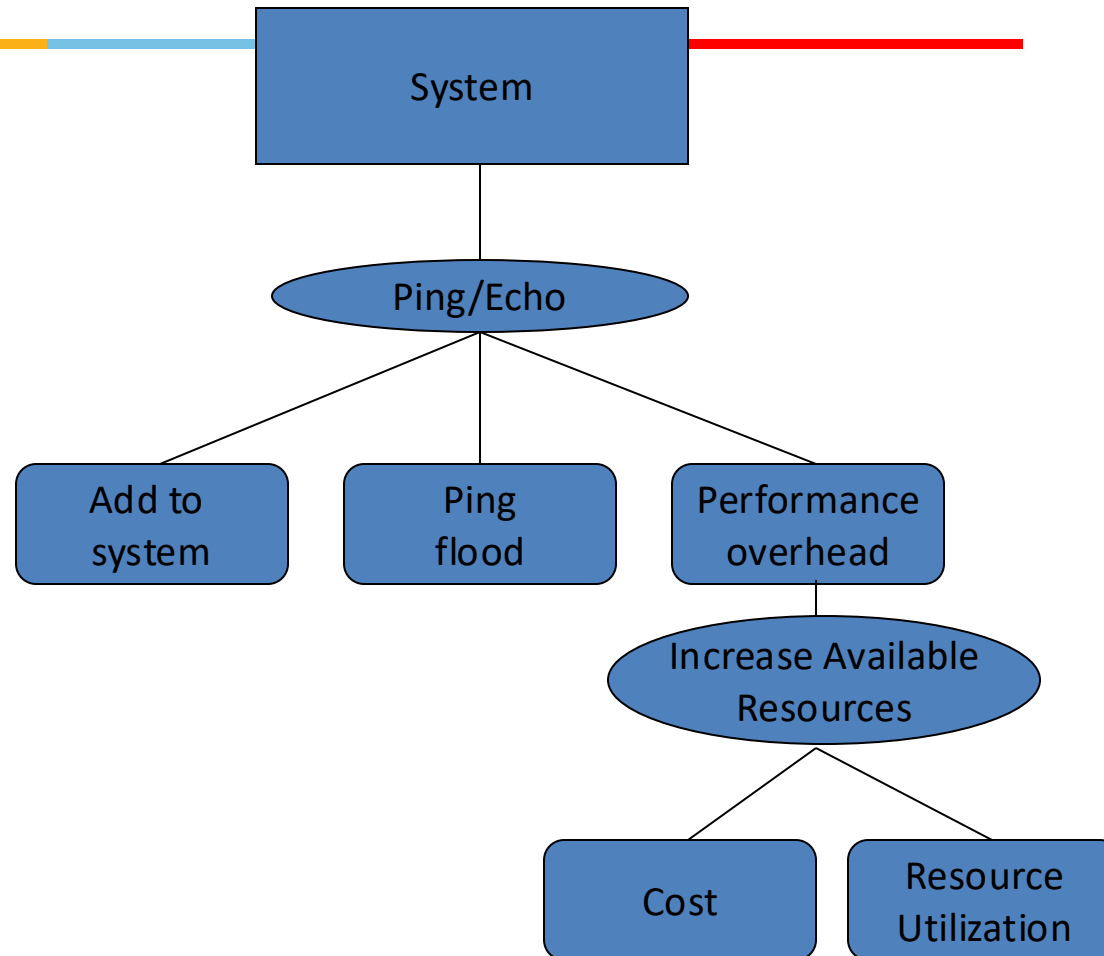 System
Ping/Echo
Add to
system
Ping
flood
Performance
overhead
Increase Available
Resources
Cost
Resource
Utilization